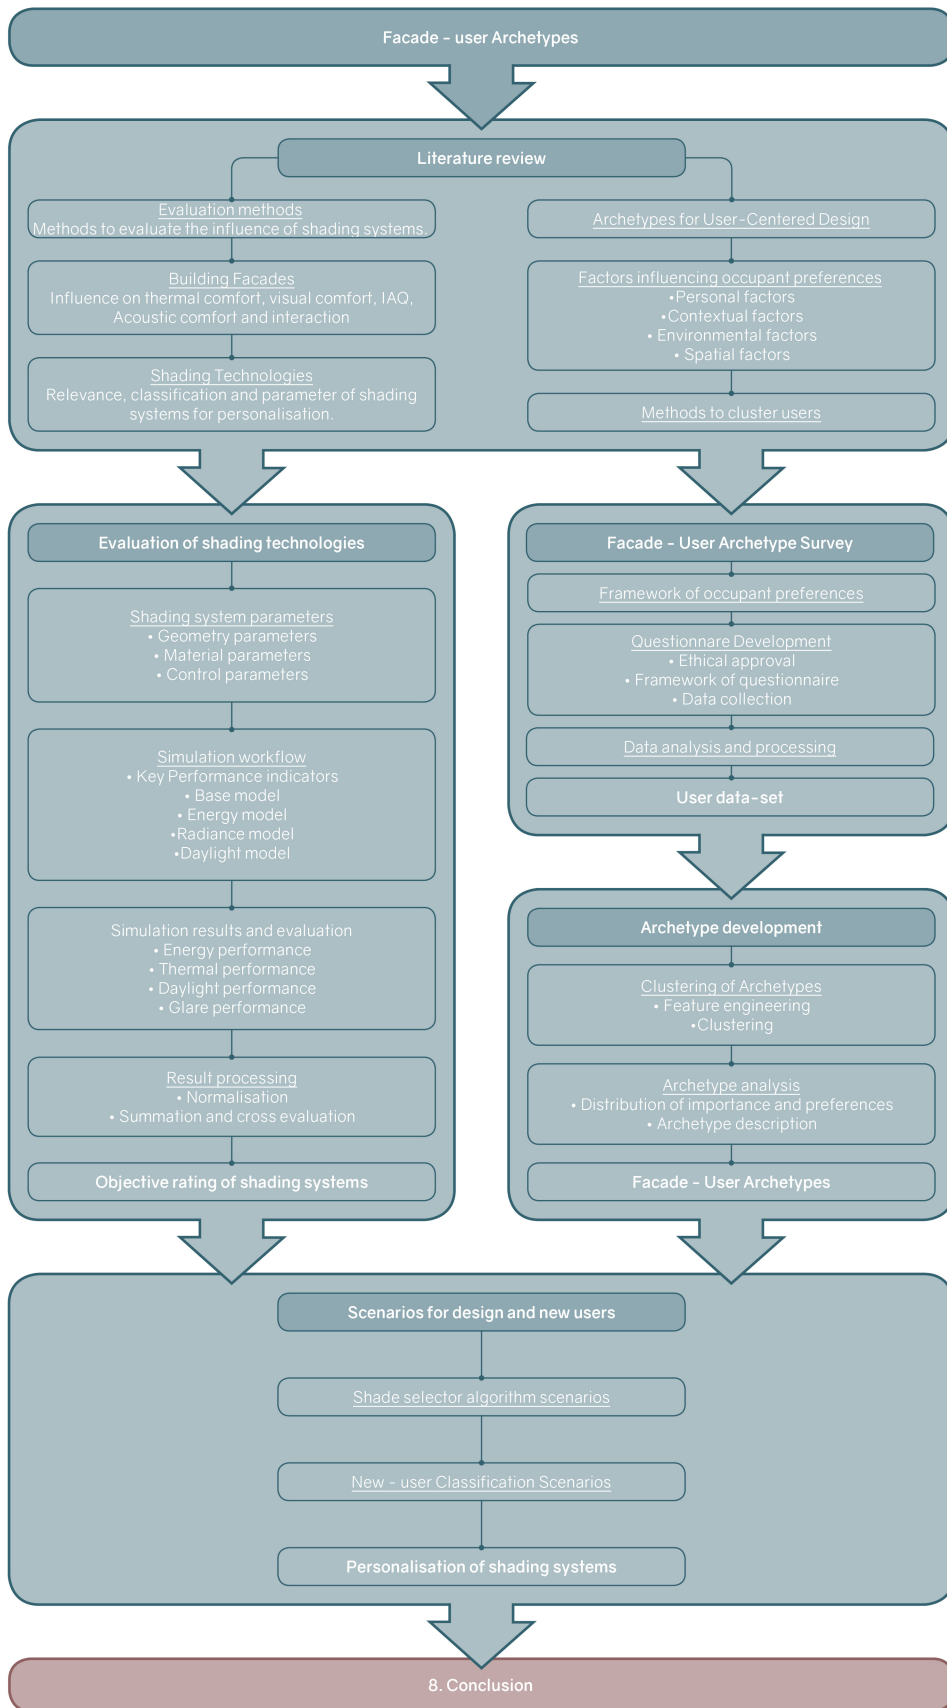 Facade - user Archetypes
Literature review
Evaluation methods
Methods to evaluate the influence of shading systems.
Building Facades
Influence on thermal comfort, visual comfort, IAQ,
Acoustic comfort and interaction
Shading Technologies
Relevance, classification and parameter of shading
systems for personalisation.
Archetypes for User-Centered Design
Factors influencing occupant preferences
•Personal factors
•Contextual factors
• Environmental factors
• Spatial factors
Methods to cluster users
Evaluation of shading technologies
Shading system parameters
• Geometry parameters
• Material parameters
• Control parameters
Simulation workflow
• Key Performance indicators
• Base model
• Energy model
•Radiance model
•Daylight model
Simulation results and evaluation
• Energy performance
• Thermal performance
• Daylight performance
• Glare performance
Result processing
• Normalisation
• Summation and cross evaluation
Objective rating of shading systems
Facade - User Archetype Survey
Framework of occupant preferences
Questionnare Development
• Ethical approval
• Framework of questionnaire
• Data collection
Data analysis and processing
User data-set
Archetype development
Clustering of Archetypes
• Feature engineering
•Clustering
Archetype analysis
• Distribution of importance and preferences
• Archetype description
Facade - User Archetypes
Scenarios for design and new users
Shade selector algorithm scenarios
New - user Classification Scenarios
Personalisation of shading systems
8. Conclusion